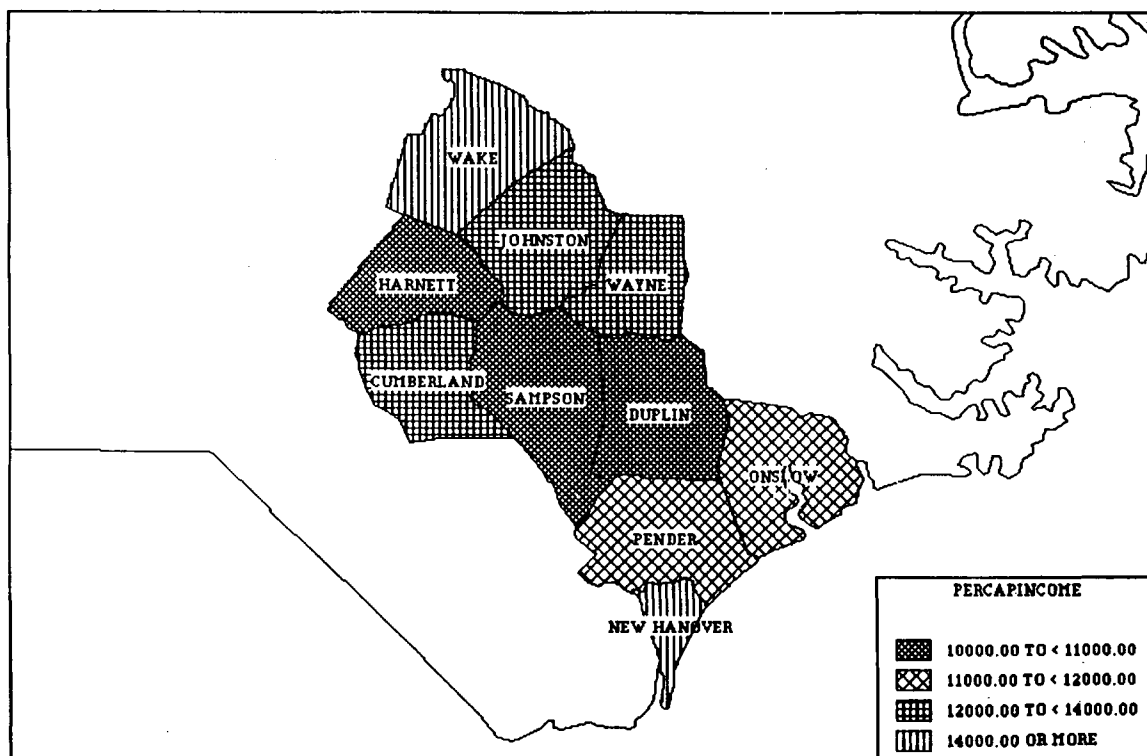 WAKE
JOHNSTON
HARNETT
WAYNE
CUMBERLAND
SAMPSON
DUPLIN
ONSLOW
PENDER
NEW HANOVER
PERCAPINCOME
10000.00 TO < 11000.00
11000.00 TO < 12000.00
12000.00 TO < 14000.00
14000.00 OR MORE